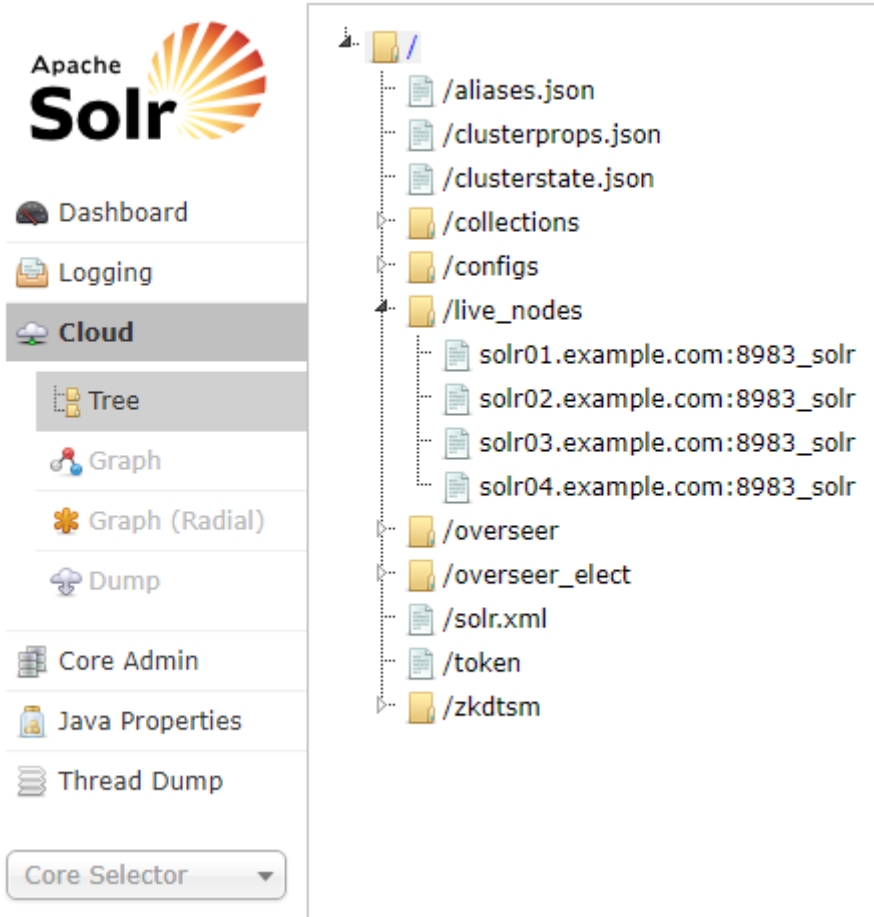 Apache
Solr
Dashboard
Logging
Cloud
Tree
Graph
Graph (Radial)
Dump
Core Admin
Java Properties
Thread Dump
Core Selector
/
/aliases.json
/clusterprops.json
/clusterstate.json
/collections
/configs
/live_nodes
solr01.example.com:8983_solr
solr02.example.com:8983_solr
solr03.example.com:8983_solr
solr04.example.com:8983_solr
/overseer
/overseer_elect
/solr.xml
/token
/zkdtsm